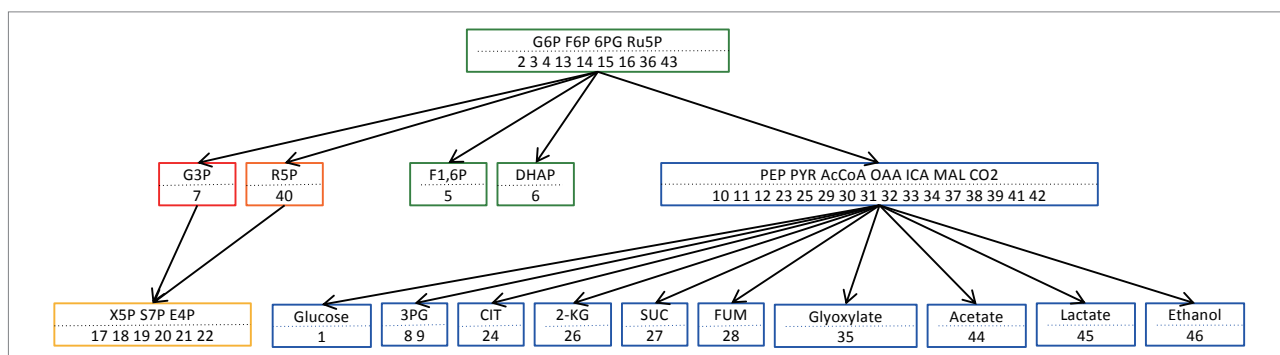 G6P F6P 6PG Ru5P
2 3 4 13 14 15 16 36 43
G3P
7
R5P
40
F1,6P
5
DHAP
6
PEP PYR AcCoA OAA ICA MAL CO2
10 11 12 23 25 29 30 31 32 33 34 37 38 39 41 42
X5P S7P E4P
17 18 19 20 21 22
Glucose
1
3PG
8 9
CIT
24
2-KG
26
SUC
27
FUM
28
Glyoxylate
35
Acetate
44
Lactate
45
Ethanol
46